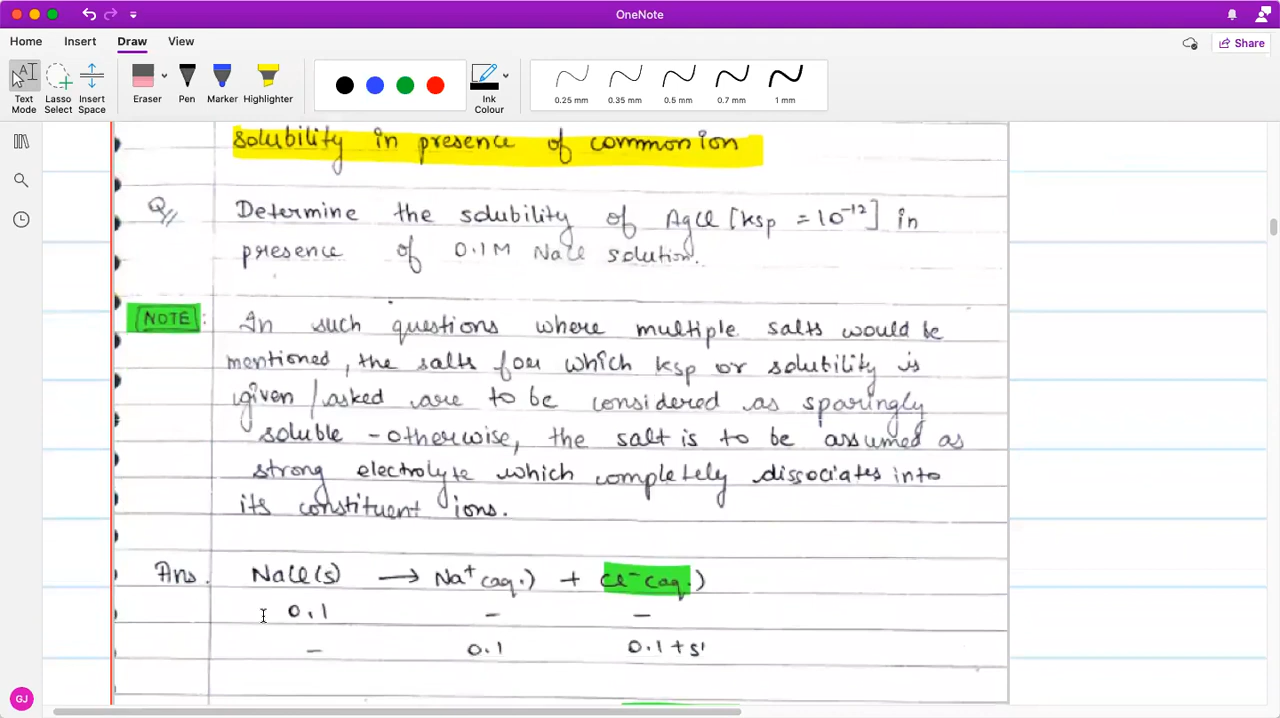 OneNote
Home Insert Draw View
Share
Text Mode
Lasso Select
Insert Space
Eraser
Pen
Marker
Highlighter
Ink Colour
0.25 mm 0.35 mm 0.5 mm 0.7 mm 1 mm
solubility in presence of common ion
Q// Determine the solubility of AgCl [ksp = 10⁻¹²] in
presence of 0.1M NaCl solution.
[NOTE]: In such questions where multiple salts would be
mentioned, the salts for which ksp or solubility is
given / asked are to be considered as sparingly
soluble - otherwise, the salt is to be assumed as
strong electrolyte which completely dissociates into
its constituent ions.
Ans. NaCl(s) → Na⁺(aq.) + Cl⁻(aq.)
0.1 - -
- 0.1 0.1 + s'
GJ